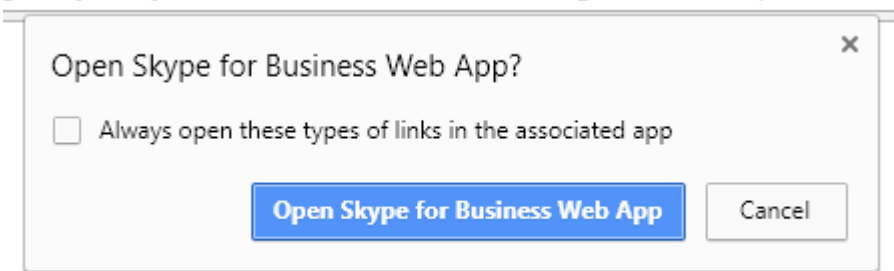 Open Skype for Business Web App?
Always open these types of links in the associated app
Open Skype for Business Web App
Cancel